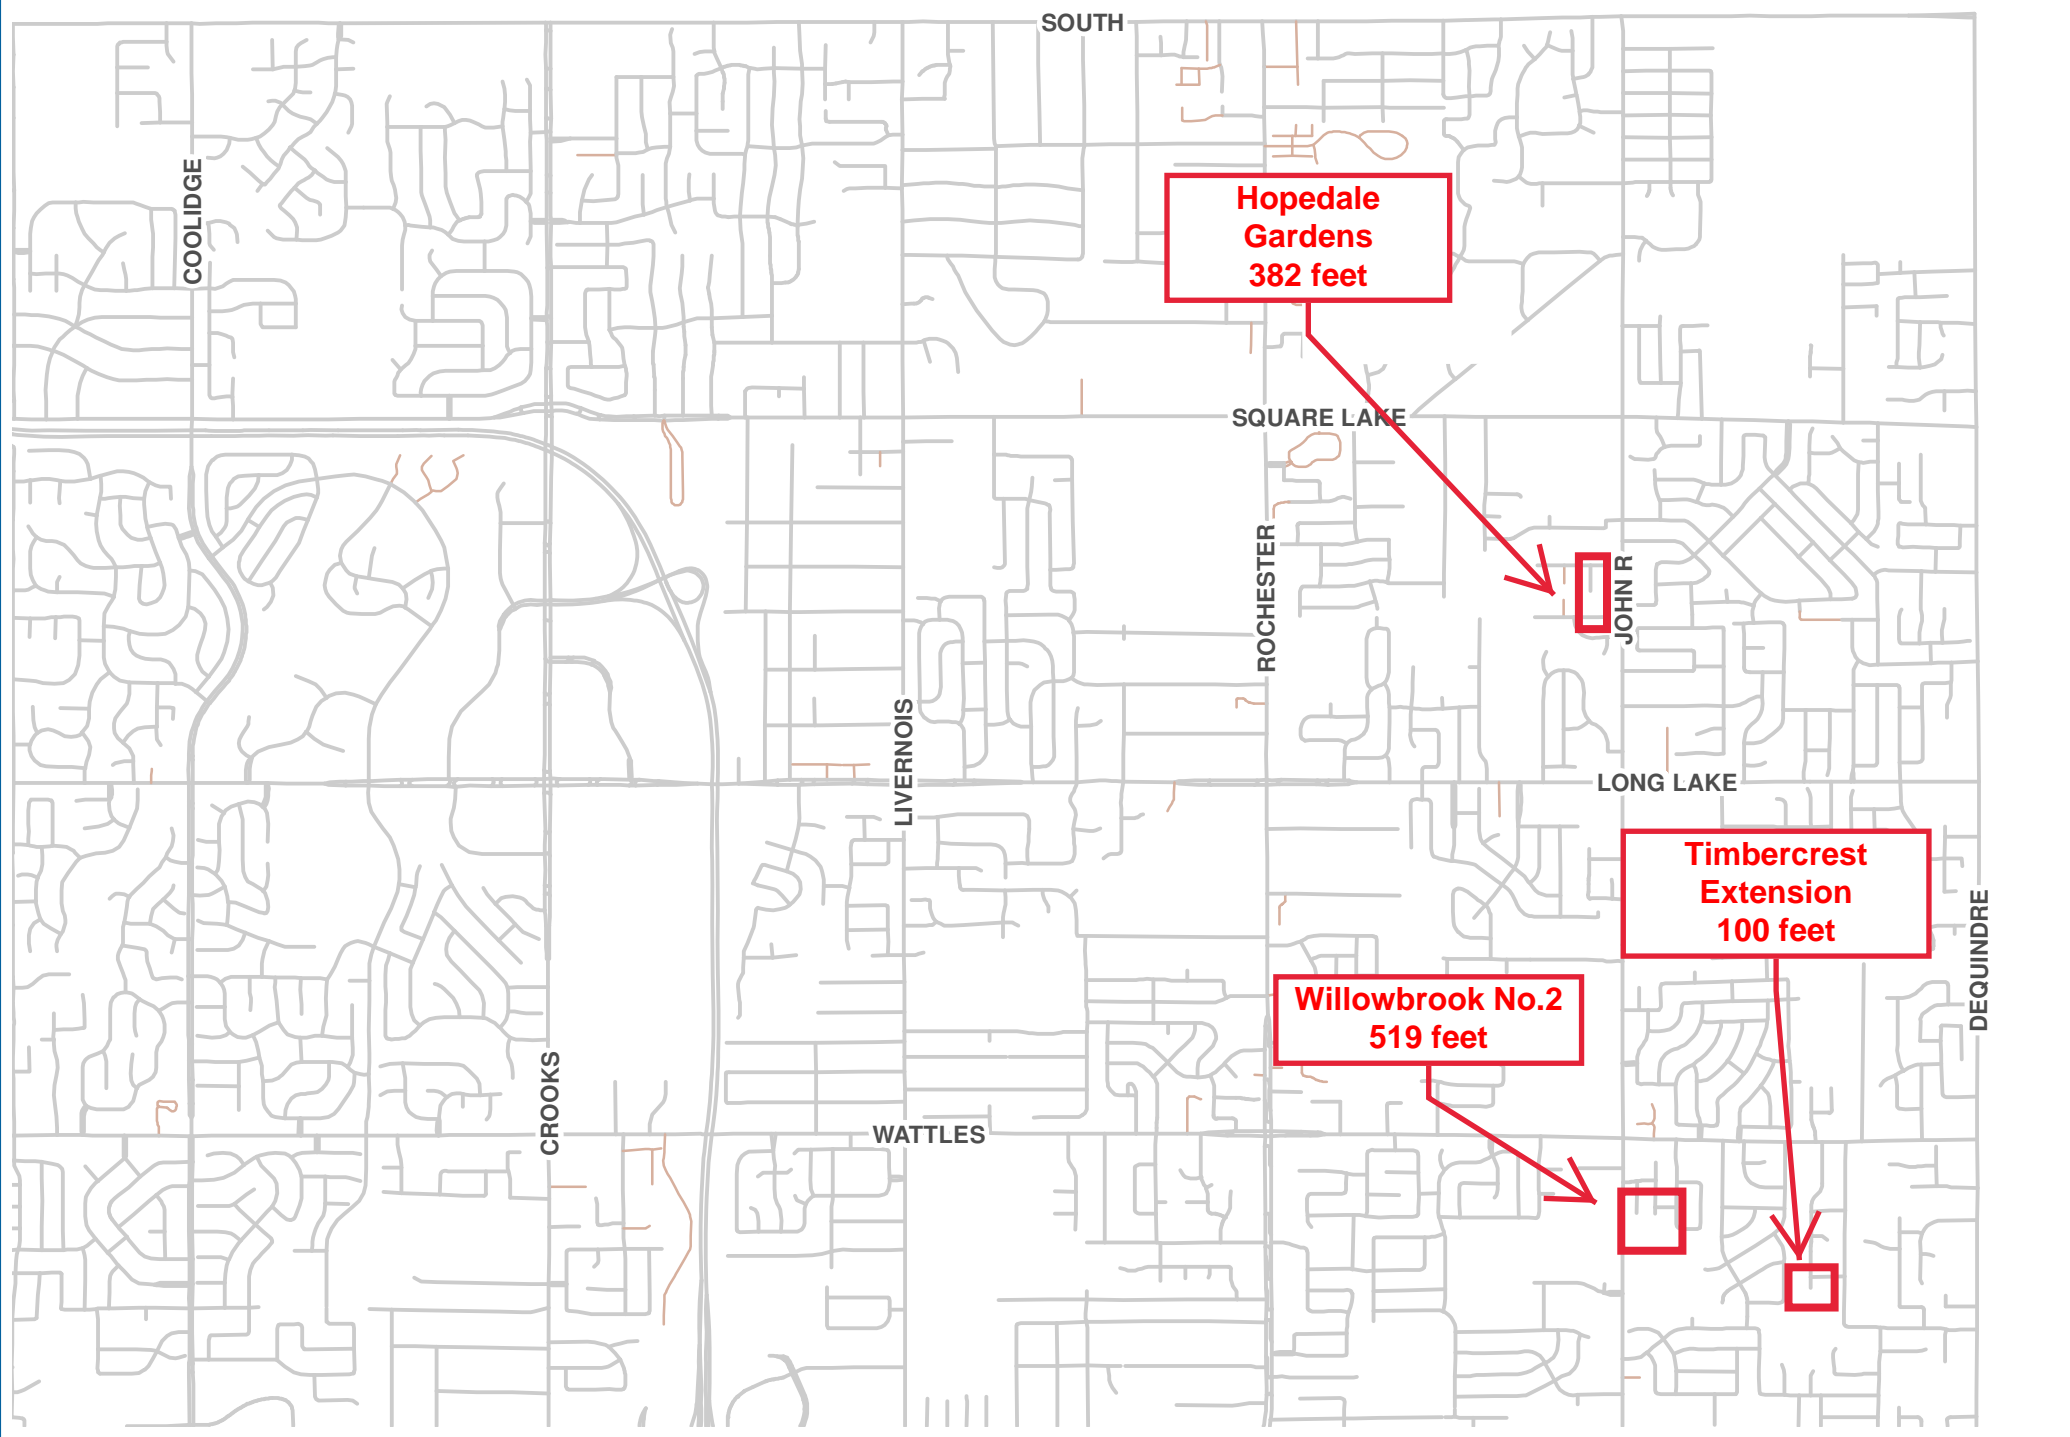 SOUTH
COOLIDGE
Hopedale
Gardens
382 feet
SQUARE LAKE
ROCHESTER
JOHN R
LIVERNOIS
LONG LAKE
Timbercrest
Extension
100 feet
DEQUINDRE
Willowbrook No.2
519 feet
CROOKS
WATTLES